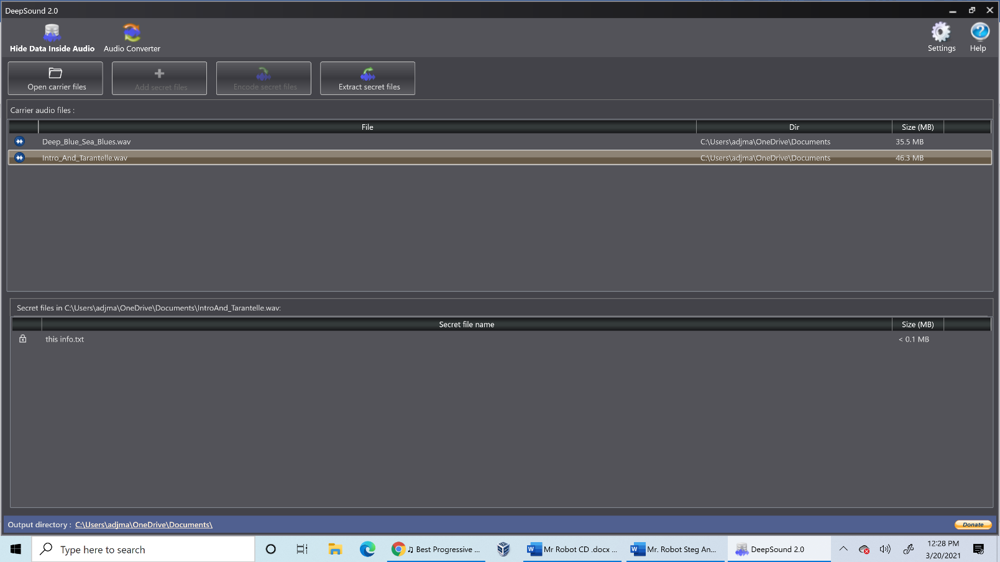 DeepSound 2.0
Hide Data Inside Audio
Audio Converter
Settings
Help
Open carrier files
Add secret files
Encode secret files
Extract secret files
Carrier audio files :
File Dir Size (MB)
Deep_Blue_Sea_Blues.wav C:\Users\adjma\OneDrive\Documents 35.5 MB
Intro_And_Tarantelle.wav C:\Users\adjma\OneDrive\Documents 46.3 MB
Secret files in C:\Users\adjma\OneDrive\Documents\IntroAnd_Tarantelle.wav:
Secret file name Size (MB)
this info.txt < 0.1 MB
Output directory : C:\Users\adjma\OneDrive\Documents\
Donate
Type here to search
♫ Best Progressive ...
Mr Robot CD .docx ...
Mr. Robot Steg An...
DeepSound 2.0
12:28 PM
3/20/2021